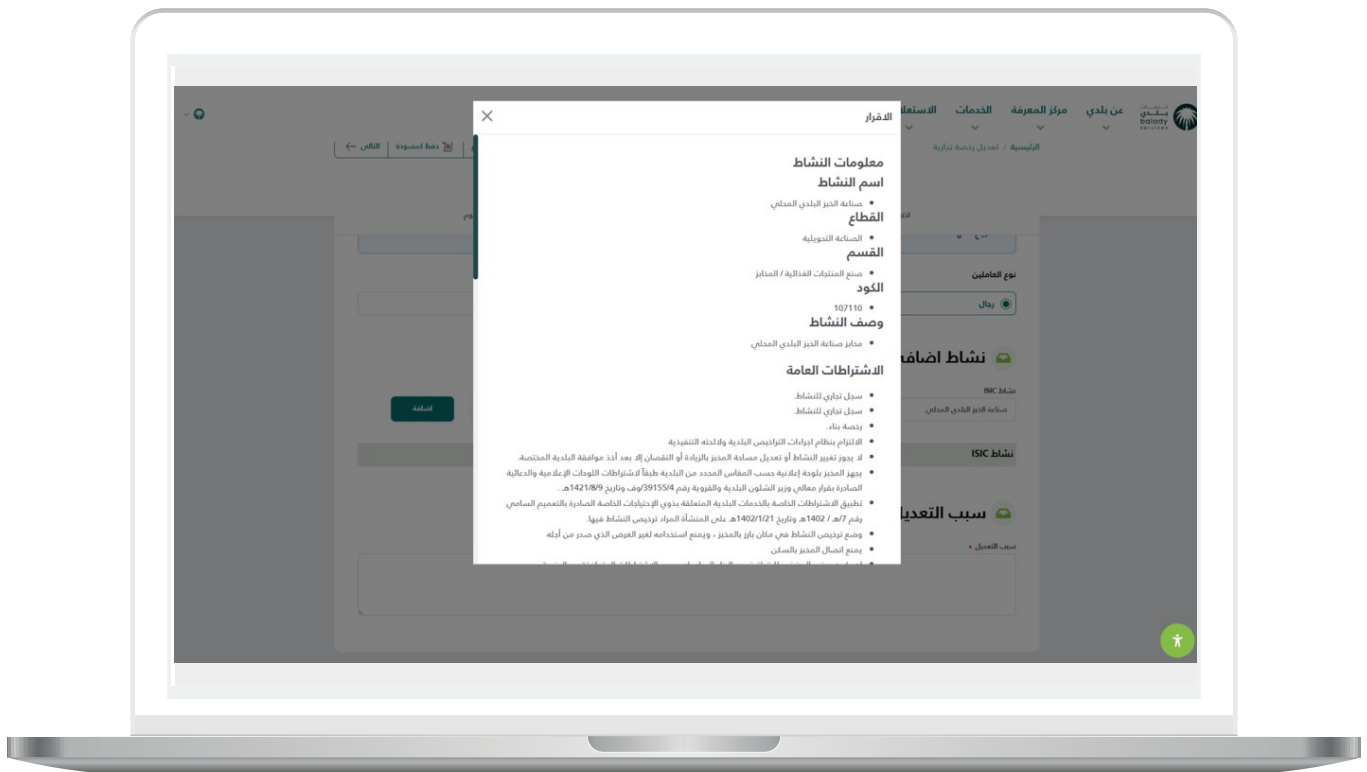 بلدي
balady
SERVICES
عن بلدي
مركز المعرفة
الخدمات
الرئيسية / تعديل رخصة تجارية
حفظ كمسودة
التالي
الاقرار
معلومات النشاط
اسم النشاط
صناعة الخبز البلدي المحلي
القطاع
الصناعة التحويلية
القسم
صنع المنتجات الغذائية / المخابز
الكود
107110
وصف النشاط
مخابز صناعة الخبز البلدي المحلي
الاشتراطات العامة
سجل تجاري للنشاط.
سجل تجاري للنشاط.
رخصة بناء.
الالتزام بنظام اجراءات التراخيص البلدية ولائحته التنفيذية
لا يجوز تغيير النشاط أو تعديل مساحة المخبز بالزيادة أو النقصان إلا بعد أخذ موافقة البلدية المختصة.
يجهز المخبز بلوحة إعلانية حسب المقاس المحدد من البلدية طبقاً لاشتراطات اللوحات الإعلامية والدعائية
الصادرة بقرار معالي وزير الشئون البلدية والقروية رقم 39155/4/وف وتاريخ 1421/8/9هـ .
تطبيق الاشتراطات الخاصة بالخدمات البلدية المتعلقة بذوي الإحتياجات الخاصة الصادرة بالتعميم السامي
رقم 7/هـ / 1402هـ وتاريخ 1402/1/21هـ على المنشأة المراد ترخيص النشاط فيها.
وضع ترخيص النشاط في مكان بارز بالمخبز ، ويمنع استخدامه لغير الغرض الذي صدر من أجله
يمنع اتصال المخبز بالسكن
نوع العاملين
رجال
نشاط
نشاط ISIC
صناعة الخبز البلدي المحلي
اضافة
نشاط ISIC
سبب
سبب التعديل *